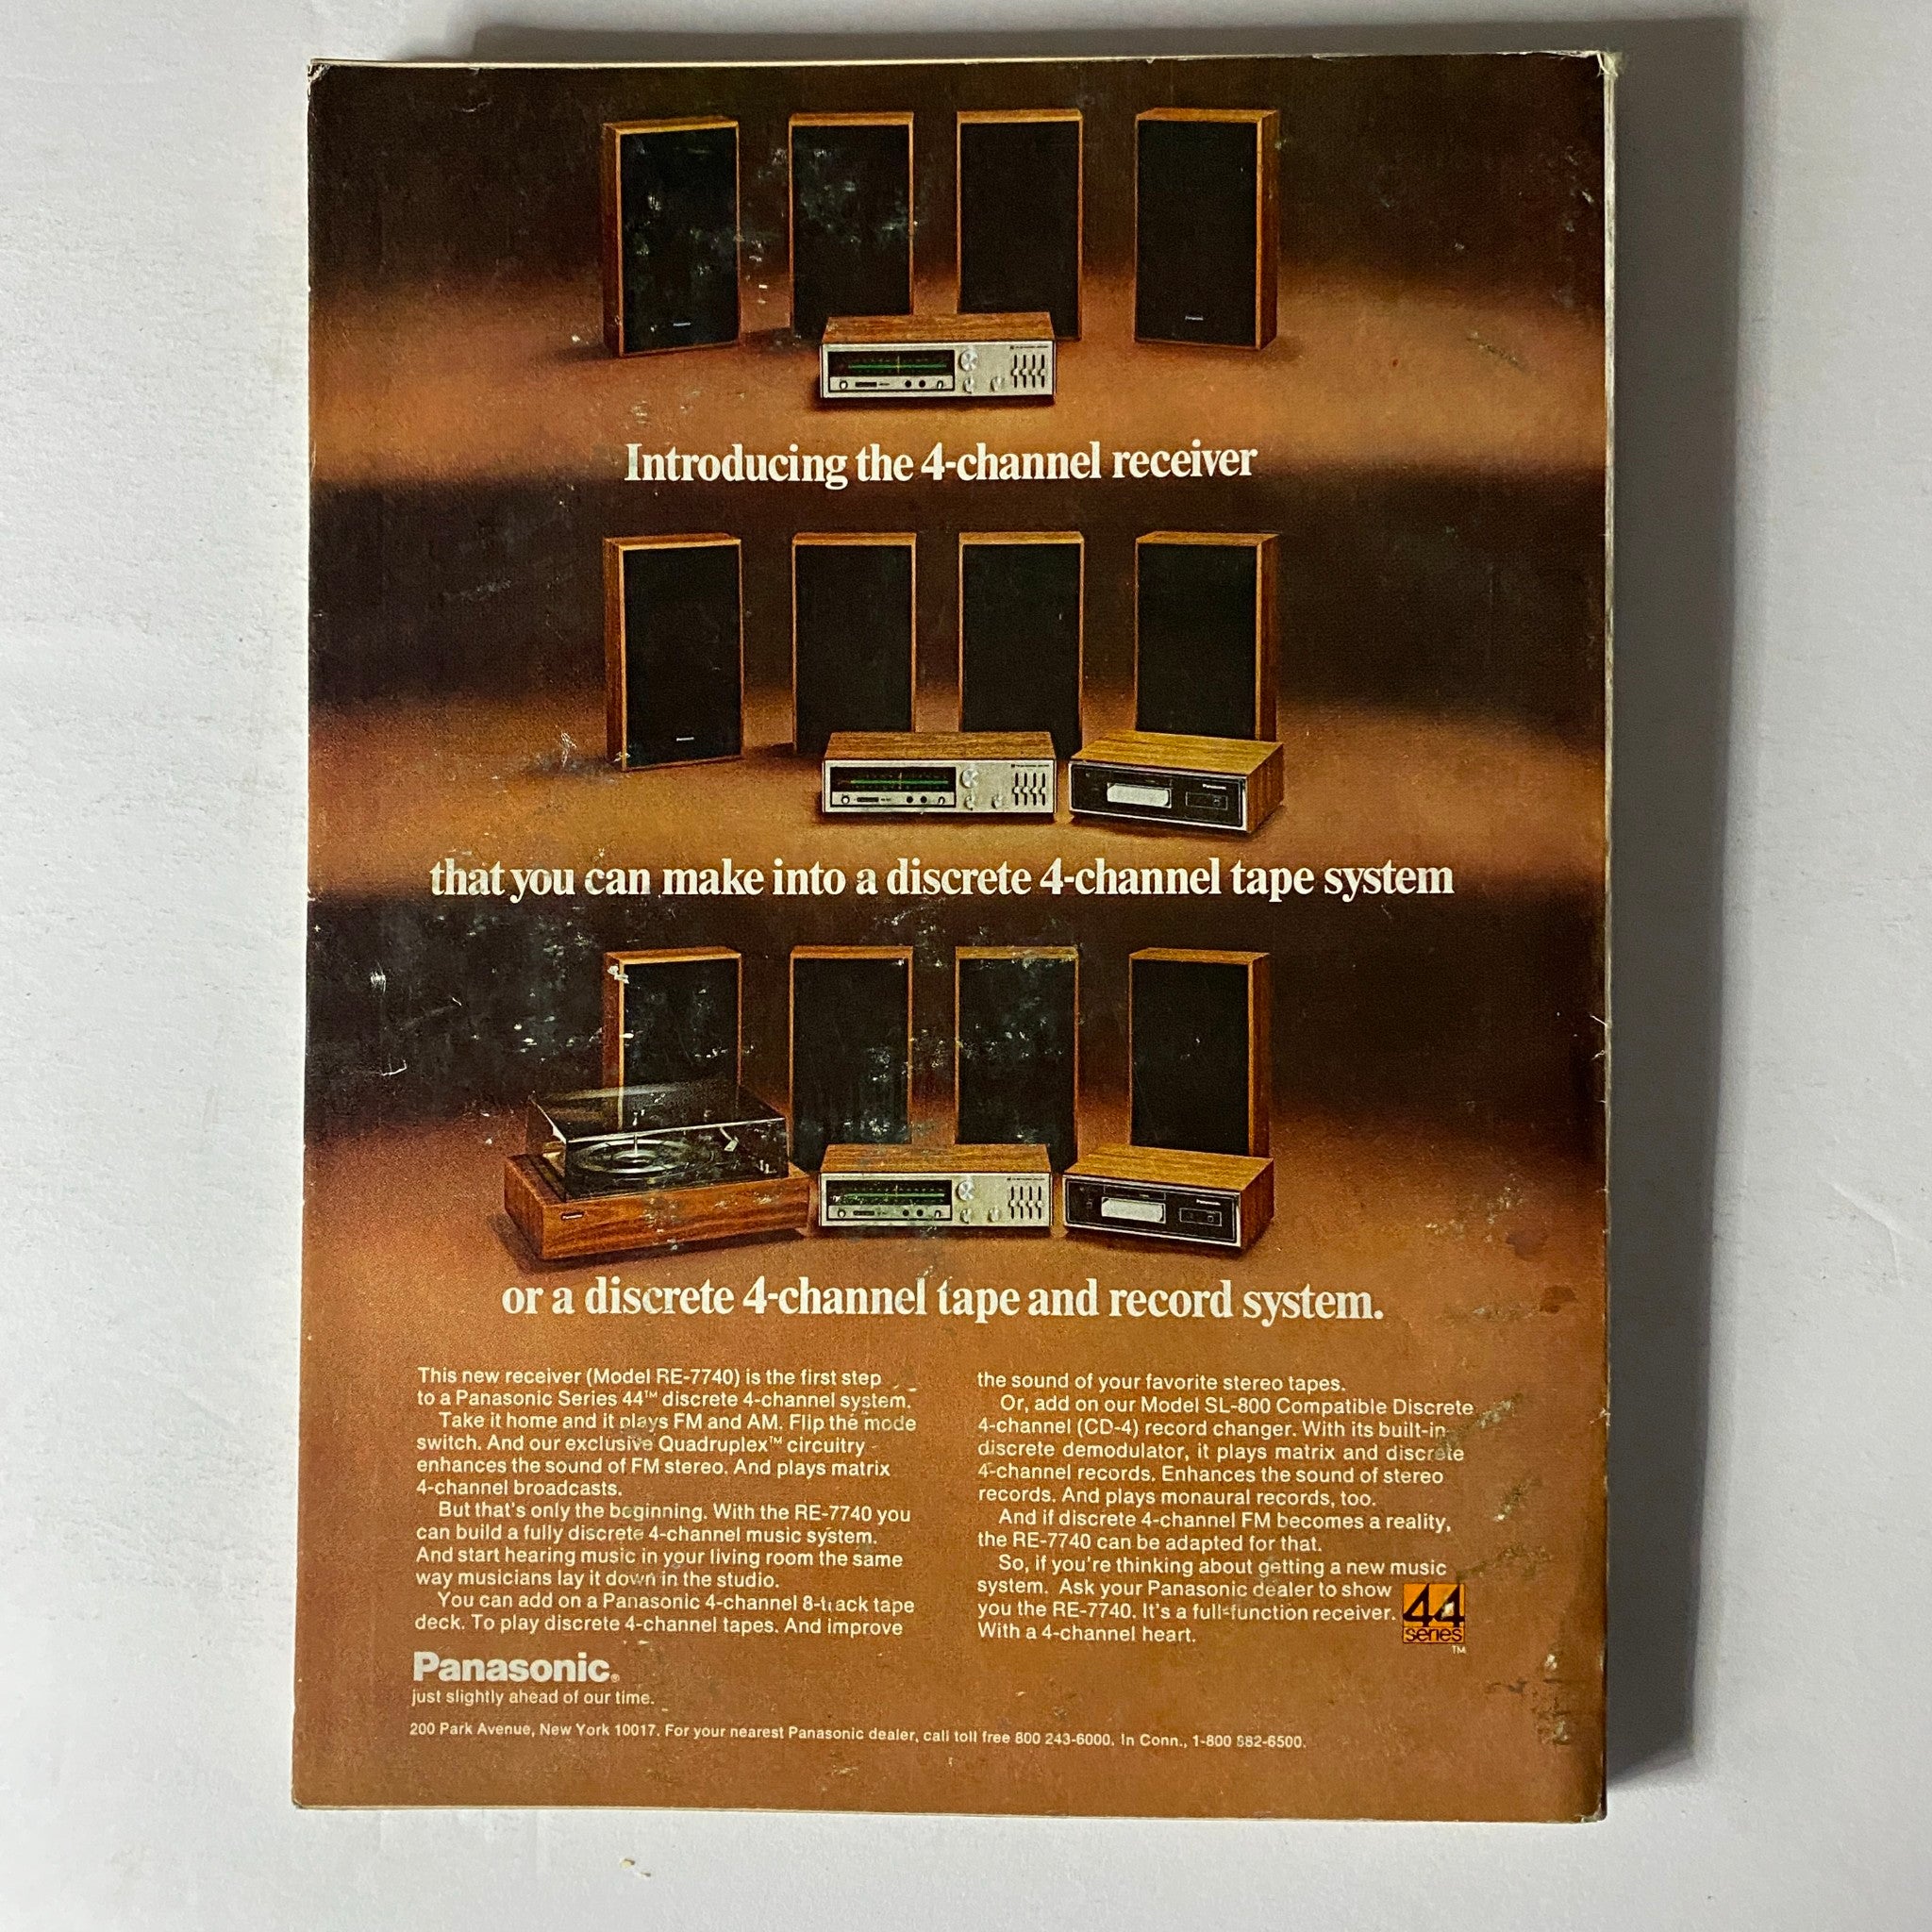 Introducing the 4-channel receiver
that you can make into a discrete 4-channel tape system
or a discrete 4-channel tape and record system.
This new receiver (Model RE-7740) is the first step
to a Panasonic Series 44™ discrete 4-channel system.
Take it home and it plays FM and AM. Flip the mode
switch. And our exclusive Quadruplex™ circuitry
enhances the sound of FM stereo. And plays matrix
4-channel broadcasts.
But that's only the beginning. With the RE-7740 you
can build a fully discrete 4-channel music system.
And start hearing music in your living room the same
way musicians lay it down in the studio.
You can add on a Panasonic 4-channel 8-track tape
deck. To play discrete 4-channel tapes. And improve
the sound of your favorite stereo tapes.
Or, add on our Model SL-800 Compatible Discrete
4-channel (CD-4) record changer. With its built-in
discrete demodulator, it plays matrix and discrete
4-channel records. Enhances the sound of stereo
records. And plays monaural records, too.
And if discrete 4-channel FM becomes a reality,
the RE-7740 can be adapted for that.
So, if you're thinking about getting a new music
system. Ask your Panasonic dealer to show
you the RE-7740. It's a full-function receiver.
With a 4-channel heart.
44
series
TM
Panasonic®
just slightly ahead of our time.
200 Park Avenue, New York 10017. For your nearest Panasonic dealer, call toll free 800 243-6000. In Conn., 1-800 882-6500.